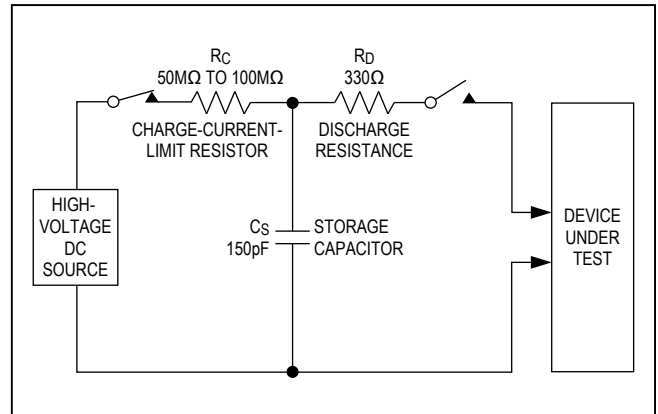 RC
50MΩ TO 100MΩ
CHARGE-CURRENT-
LIMIT RESISTOR
RD
330Ω
DISCHARGE
RESISTANCE
HIGH-
VOLTAGE
DC
SOURCE
CS
150pF
STORAGE
CAPACITOR
DEVICE
UNDER
TEST